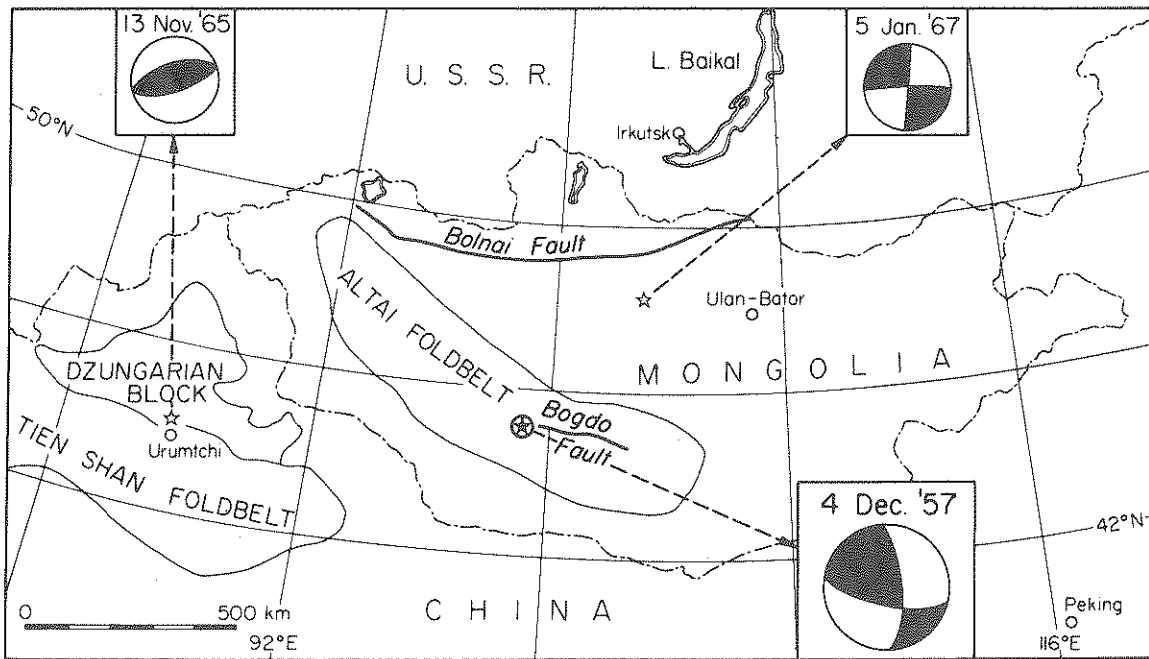 13 Nov. '65
5 Jan. '67
U. S. S. R.
L. Baikal
50°N
Irkutsk
Bolnai Fault
ALTAI FOLDBELT
Ulan-Bator
DZUNGARIAN
BLOCK
MONGOLIA
Bogdo
Fault
Urumtchi
TIEN SHAN FOLDBELT
4 Dec. '57
42°N
0 500 km
CHINA
Peking
92°E
116°E